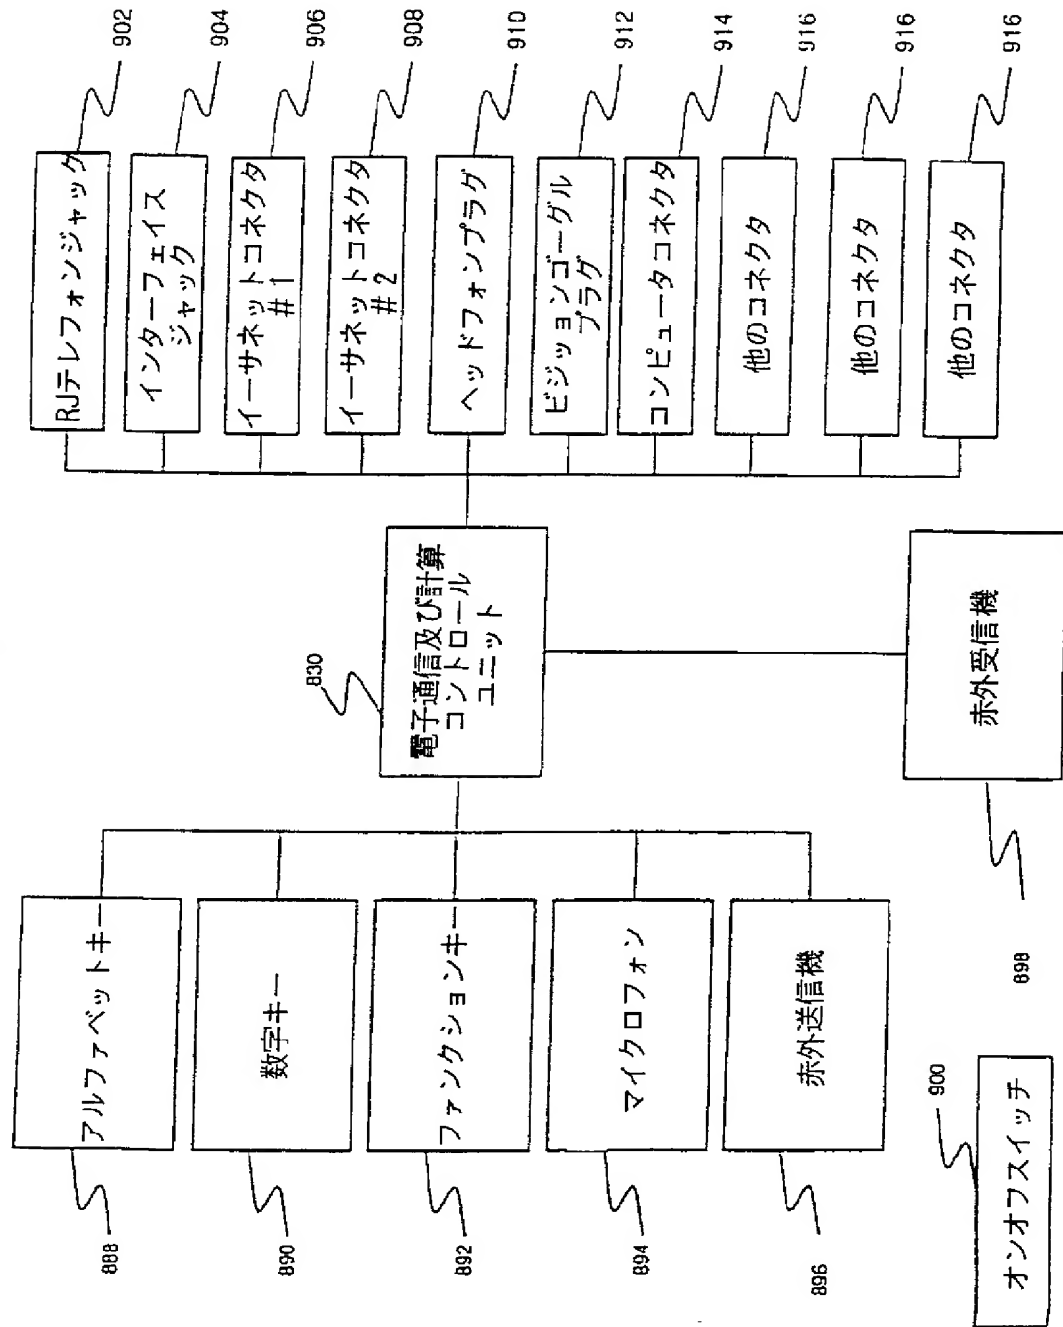 RJテレフォンジャック
902
インターフェイス
ジャック
904
イーサネットコネクタ
#1
906
イーサネットコネクタ
#2
908
ヘッドフォンプラグ
910
ビジッョンゴーグル
プラグ
912
コンピュータコネクタ
914
他のコネクタ
916
他のコネクタ
916
他のコネクタ
916
電子通信及び計算
コントロール
ユニット
830
赤外受信機
898
アルファベットキー
888
数字キー
890
ファンクションキー
892
マイクロフォン
894
赤外送信機
896
オンオフスイッチ
900